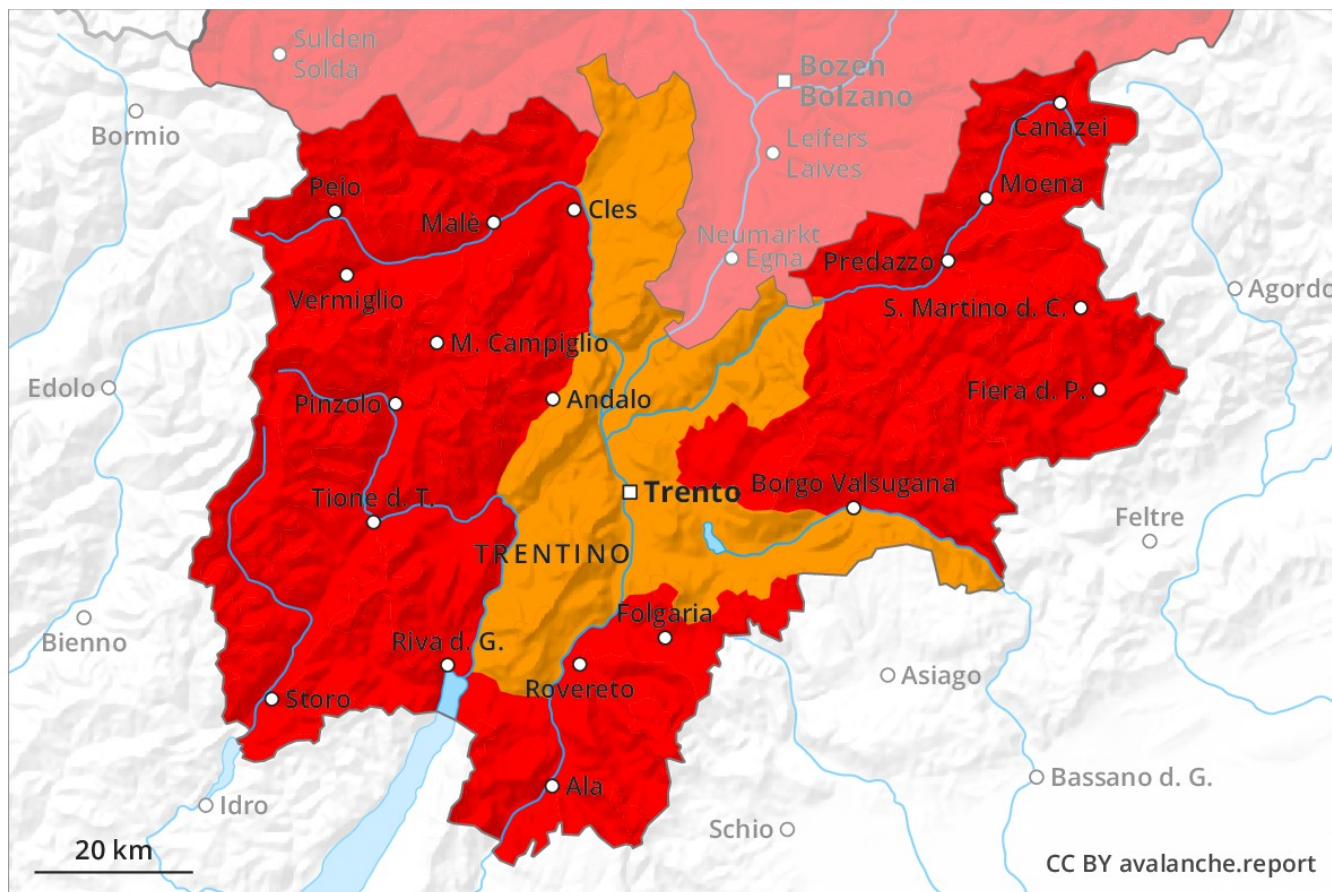 Sulden
Solda
Bozen
Bolzano
Bormio
Canazei
Leifers
Laives
Peio
Moena
Malè
Cles
Neumarkt
Egna
Predazzo
Vermiglio
Agordo
S. Martino d. C.
M. Campiglio
Edolo
Pinzolo
Andalo
Fiera d. P.
Tione d. T.
Trento
Borgo Valsugana
Feltre
TRENTINO
Bienno
Folgaria
Riva d. G.
Rovereto
Asiago
Storo
Ala
Bassano d. G.
Idro
Schio
20 km
CC BY avalanche.report